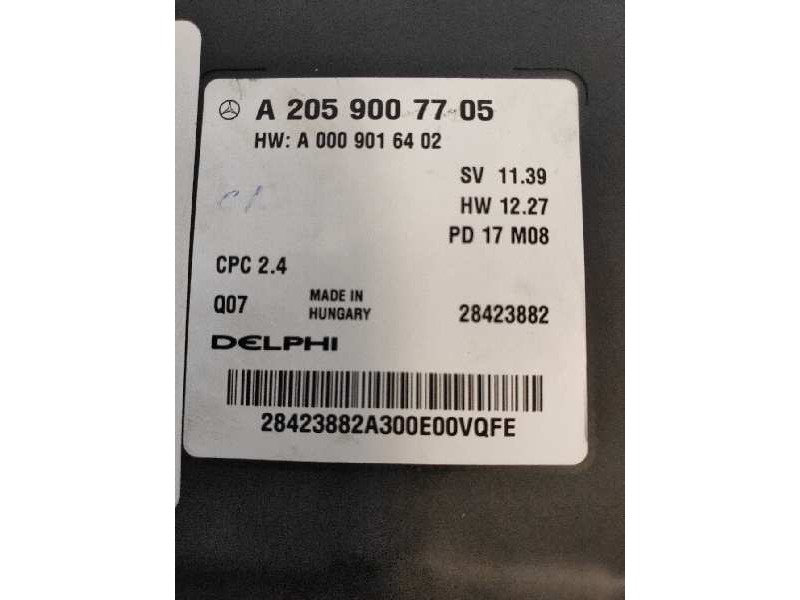 A 205 900 77 05
HW: A 000 901 64 02
SV 11.39
HW 12.27
PD 17 M08
CPC 2.4
Q07
MADE IN
HUNGARY
28423882
DELPHI
28423882A300E00VQFE